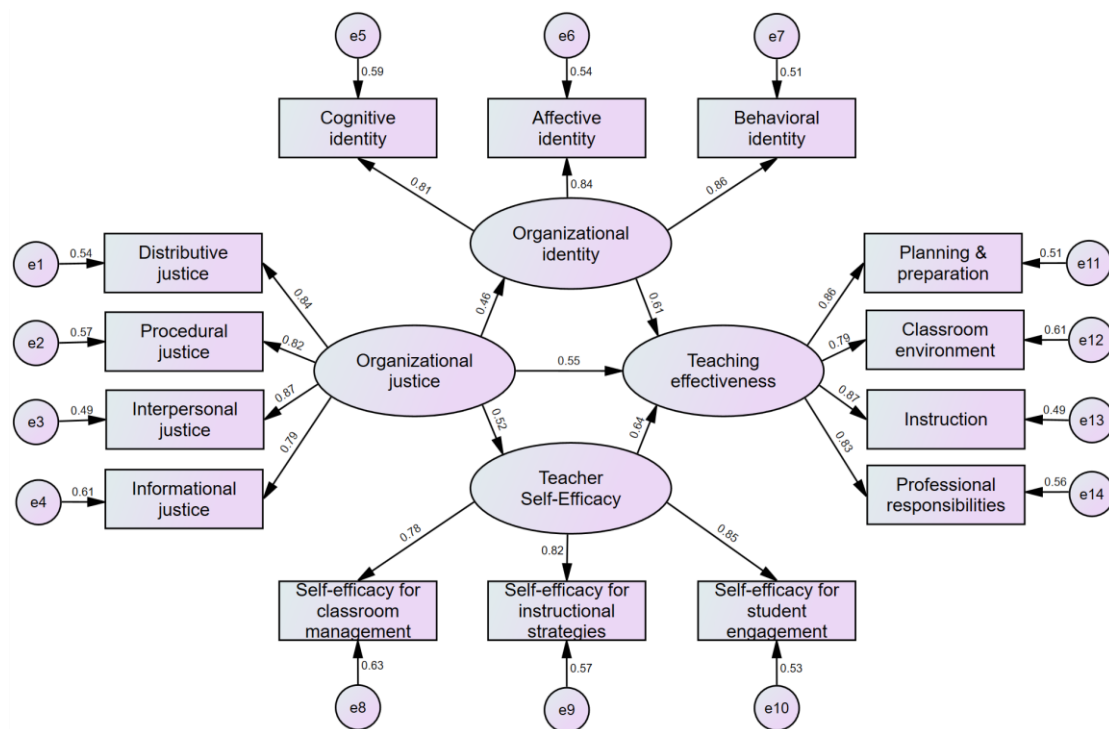 e5
e6
e7
0.59
0.54
0.51
Cognitive
identity
Affective
identity
Behavioral
identity
0.81
0.84
0.86
Organizational
identity
e1
0.54
Distributive
justice
0.84
e2
0.57
Procedural
justice
0.82
e3
0.49
Interpersonal
justice
0.87
e4
0.61
Informational
justice
0.79
Organizational
justice
0.46
0.55
0.52
0.61
0.64
Teaching
effectiveness
Teacher
Self-Efficacy
0.86
Planning &
preparation
0.51
e11
0.79
Classroom
environment
0.61
e12
0.87
Instruction
0.49
e13
0.83
Professional
responsibilities
0.56
e14
0.78
0.82
0.85
Self-efficacy for
classroom
management
Self-efficacy for
instructional
strategies
Self-efficacy for
student
engagement
0.63
0.57
0.53
e8
e9
e10